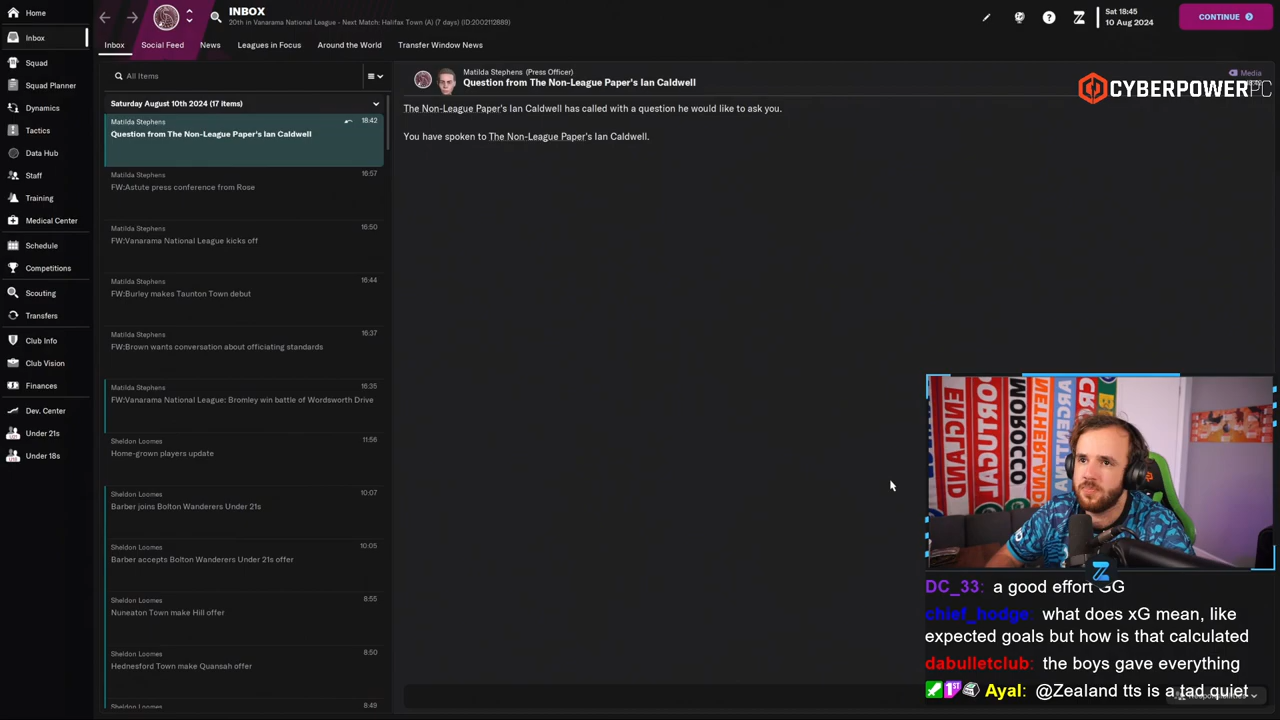 Home
Inbox
Squad
Squad Planner
Dynamics
Tactics
Data Hub
Staff
Training
Medical Center
Schedule
Competitions
Scouting
Transfers
Club Info
Club Vision
Finances
Dev. Center
Under 21s
Under 18s
INBOX
20th in Vanarama National League - Next Match: Halifax Town (A) (7 days) (ID:2002112889)
Sat 18:45
10 Aug 2024
CONTINUE
Inbox
Social Feed
News
Leagues in Focus
Around the World
Transfer Window News
All Items
Saturday August 10th 2024 (17 items)
18:42
Question from The Non-League Paper's Ian Caldwell
Matilda Stephens
16:57
FW:Astute press conference from Rose
Matilda Stephens
16:50
FW:Vanarama National League kicks off
Matilda Stephens
16:44
FW:Burley makes Taunton Town debut
Matilda Stephens
16:37
FW:Brown wants conversation about officiating standards
Matilda Stephens
16:35
FW:Vanarama National League: Bromley win battle of Wordsworth Drive
Sheldon Loomes
11:56
Home-grown players update
Sheldon Loomes
10:07
Barber joins Bolton Wanderers Under 21s
Sheldon Loomes
10:05
Barber accepts Bolton Wanderers Under 21s offer
Sheldon Loomes
8:55
Nuneaton Town make Hill offer
Sheldon Loomes
8:50
Hednesford Town make Quansah offer
Sheldon Loomes
8:49
Matilda Stephens (Press Officer)
Question from The Non-League Paper's Ian Caldwell
Media
CYBERPOWERPC
The Non-League Paper's Ian Caldwell has called with a question he would like to ask you.
You have spoken to The Non-League Paper's Ian Caldwell.
ENGLAND
PORTUGAL
MOROCCO
NETHERLAND
ARGENTINA
DC_33: a good effort GG
chief_hodge: what does xG mean, like
expected goals but how is that calculated
dabulletclub: the boys gave everything
1ST Ayal: @Zealand tts is a tad quiet